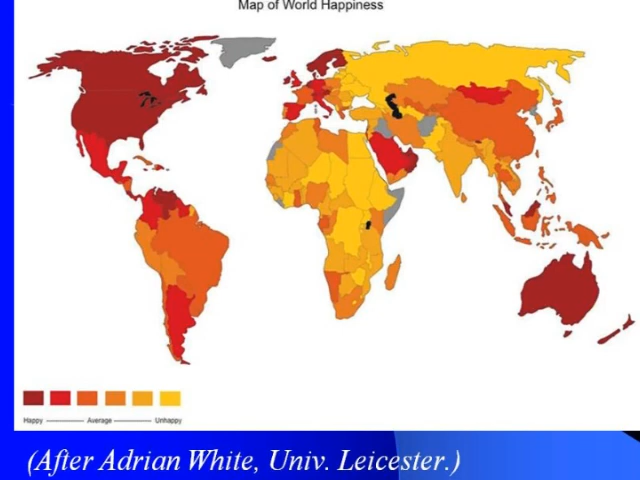 Map of World Happiness
Happy Average Unhappy
(After Adrian White, Univ. Leicester.)